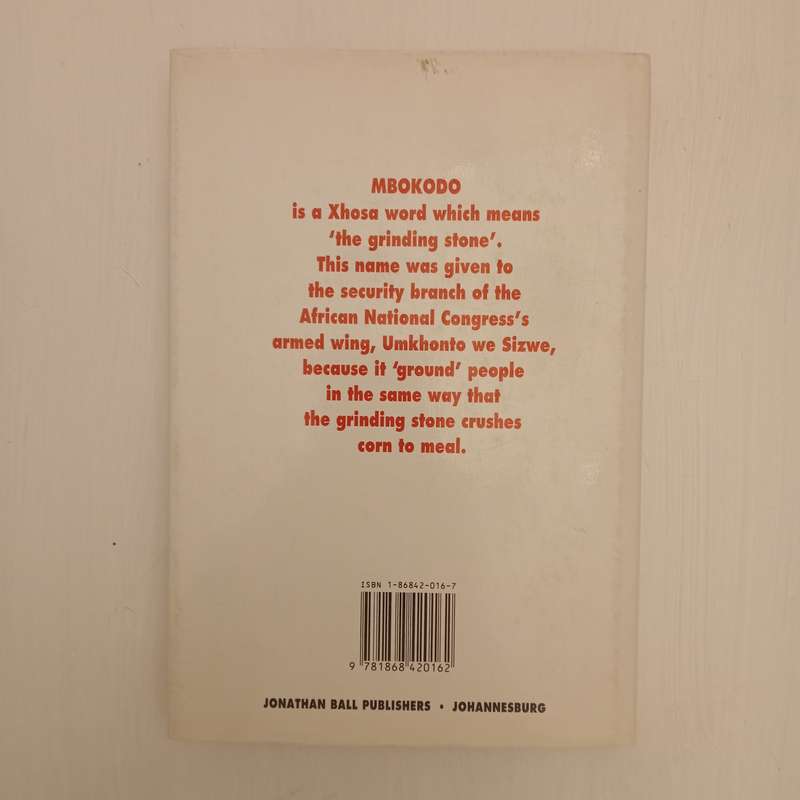 MBOKODO
is a Xhosa word which means
‘the grinding stone’.
This name was given to
the security branch of the
African National Congress’s
armed wing, Umkhonto we Sizwe,
because it ‘ground’ people
in the same way that
the grinding stone crushes
corn to meal.
ISBN 1-86842-016-7
9 781868 420162
JONATHAN BALL PUBLISHERS • JOHANNESBURG